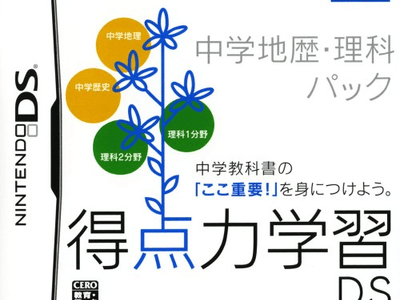 NINTENDO DS
中学地歴・理科
パック
中学地理
中学歴史
理科1分野
理科2分野
中学教科書の
「ここ重要!」を身につけよう。
得点力学習
DS
CERO
教育・